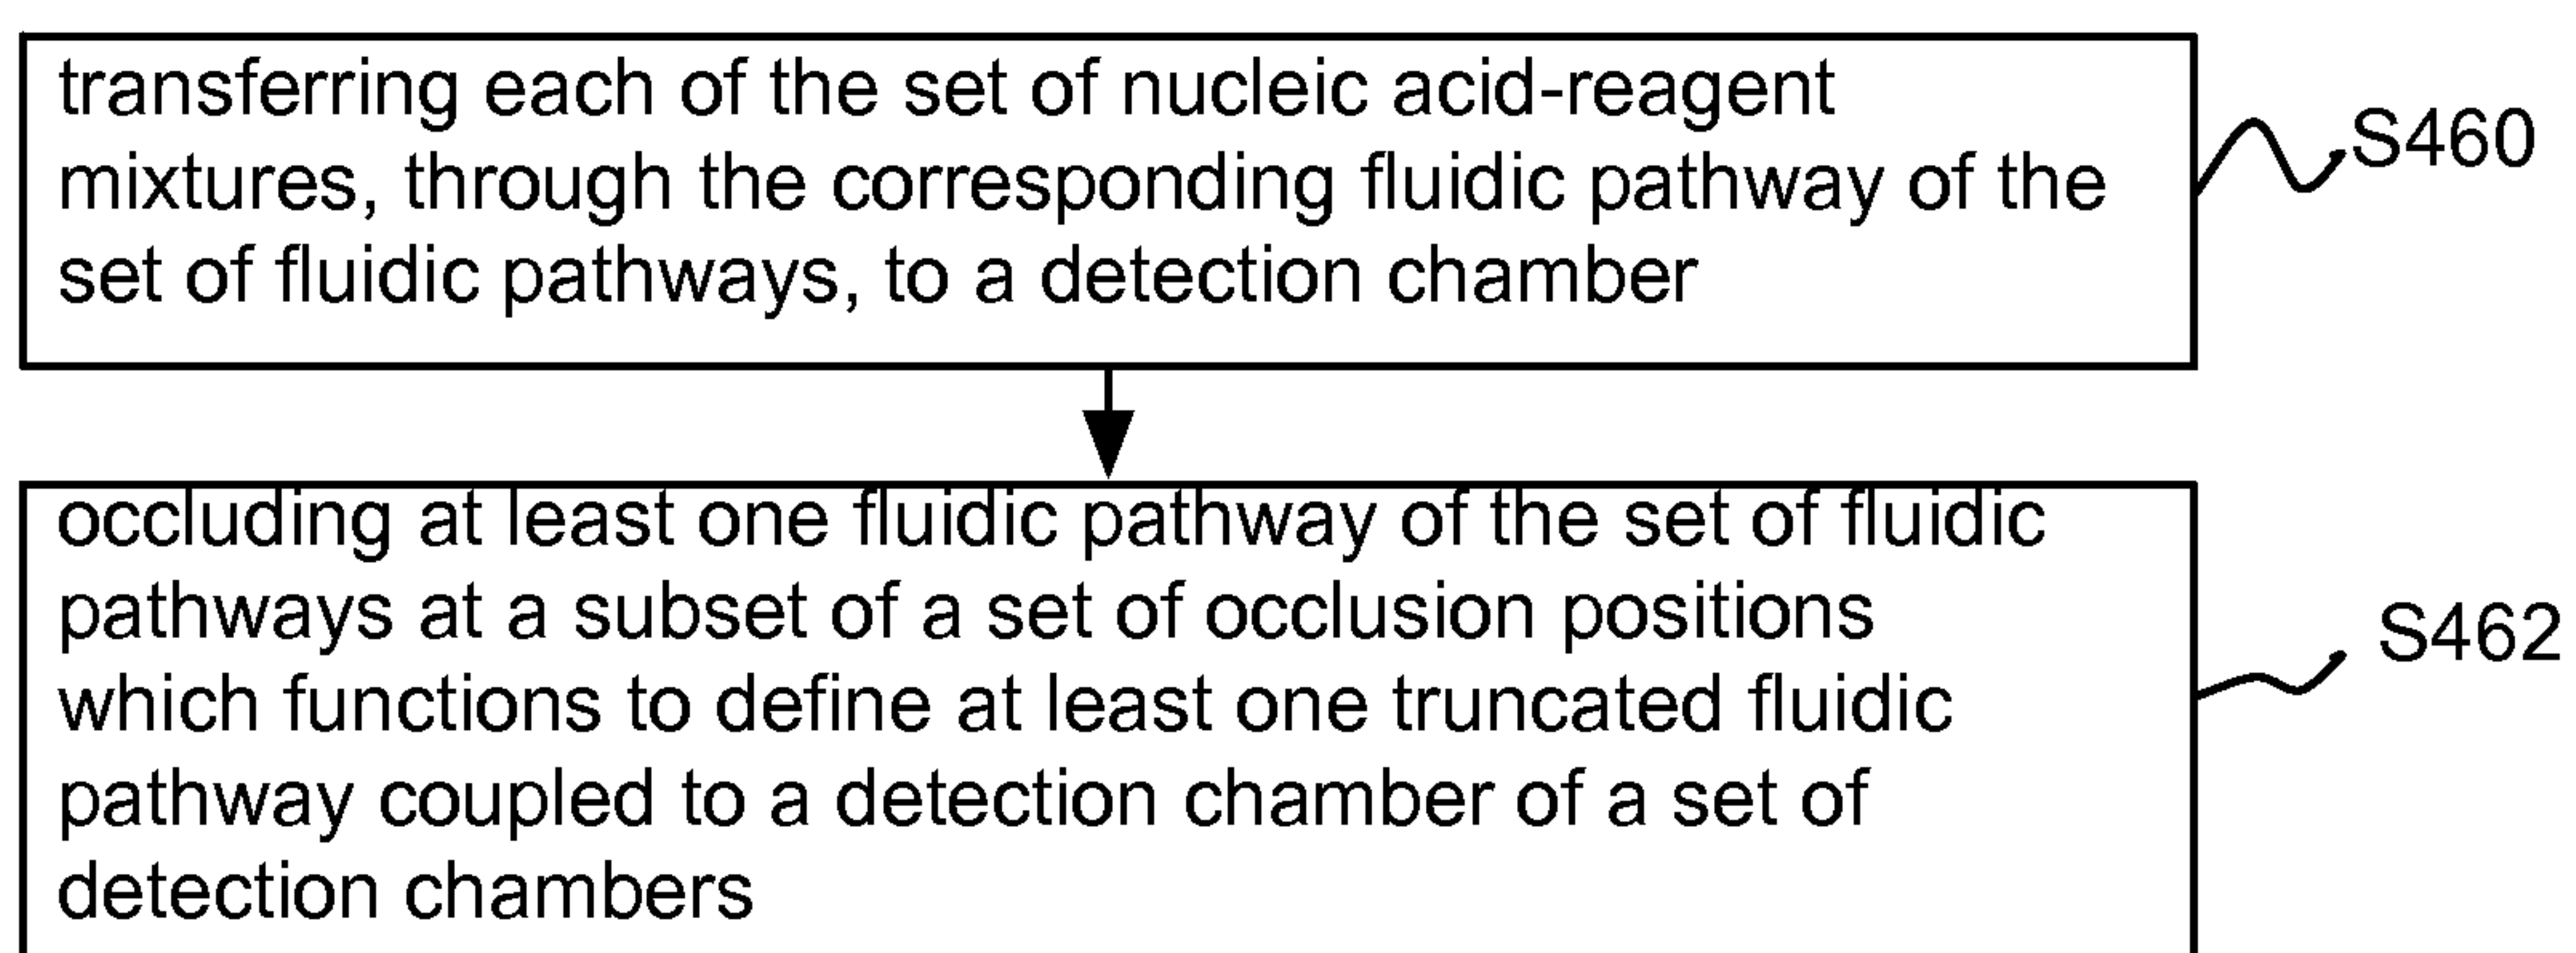 transferring each of the set of nucleic acid-reagent
mixtures, through the corresponding fluidic pathway of the
set of fluidic pathways, to a detection chamber
S460
occluding at least one fluidic pathway of the set of fluidic
pathways at a subset of a set of occlusion positions
which functions to define at least one truncated fluidic
pathway coupled to a detection chamber of a set of
detection chambers
S462